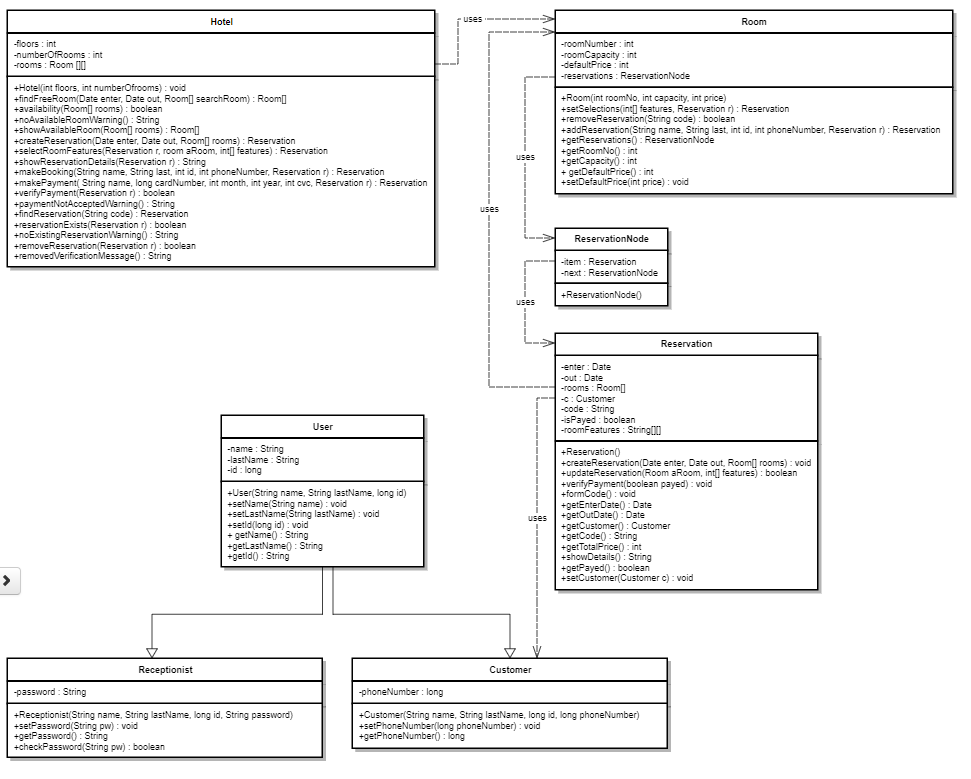 Hotel
-floors : int
-numberOfRooms : int
-rooms : Room [][]
+Hotel(int floors, int numberOfrooms) : void
+findFreeRoom(Date enter, Date out, Room[] searchRoom) : Room[]
+availability(Room[] rooms) : boolean
+noAvailableRoomWarning() : String
+showAvailableRoom(Room[] rooms) : Room[]
+createReservation(Date enter, Date out, Room[] rooms) : Reservation
+selectRoomFeatures(Reservation r, room aRoom, int[] features) : Reservation
+showReservationDetails(Reservation r) : String
+makeBooking(String name, String last, int id, int phoneNumber, Reservation r) : Reservation
+makePayment( String name, long cardNumber, int month, int year, int cvc, Reservation r) : Reservation
+verifyPayment(Reservation r) : boolean
+paymentNotAcceptedWarning() : String
+findReservation(String code) : Reservation
+reservationExists(Reservation r) : boolean
+noExistingReservationWarning() : String
+removeReservation(Reservation r) : boolean
+removedVerificationMessage() : String
uses
Room
-roomNumber : int
-roomCapacity : int
-defaultPrice : int
-reservations : ReservationNode
+Room(int roomNo, int capacity, int price)
+setSelections(int[] features, Reservation r) : Reservation
+removeReservation(String code) : boolean
+addReservation(String name, String last, int id, int phoneNumber, Reservation r) : Reservation
+getReservations() : ReservationNode
+getRoomNo() : int
+getCapacity() : int
+ getDefaultPrice() : int
+setDefaultPrice(int price) : void
uses
uses
ReservationNode
-item : Reservation
-next : ReservationNode
+ReservationNode()
uses
Reservation
-enter : Date
-out : Date
-rooms : Room[]
-c : Customer
-code : String
-isPayed : boolean
-roomFeatures : String[][]
+Reservation()
+createReservation(Date enter, Date out, Room[] rooms) : void
+updateReservation(Room aRoom, int[] features) : boolean
+verifyPayment(boolean payed) : void
+formCode() : void
+getEnterDate() : Date
+getOutDate() : Date
+getCustomer() : Customer
+getCode() : String
+getTotalPrice() : int
+showDetails() : String
+getPayed() : boolean
+setCustomer(Customer c) : void
uses
User
-name : String
-lastName : String
-id : long
+User(String name, String lastName, long id)
+setName(String name) : void
+setLastName(String lastName) : void
+setId(long id) : void
+ getName() : String
+getLastName() : String
+getId() : String
Receptionist
-password : String
+Receptionist(String name, String lastName, long id, String password)
+setPassword(String pw) : void
+getPassword() : String
+checkPassword(String pw) : boolean
Customer
-phoneNumber : long
+Customer(String name, String lastName, long id, long phoneNumber)
+setPhoneNumber(long phoneNumber) : void
+getPhoneNumber() : long